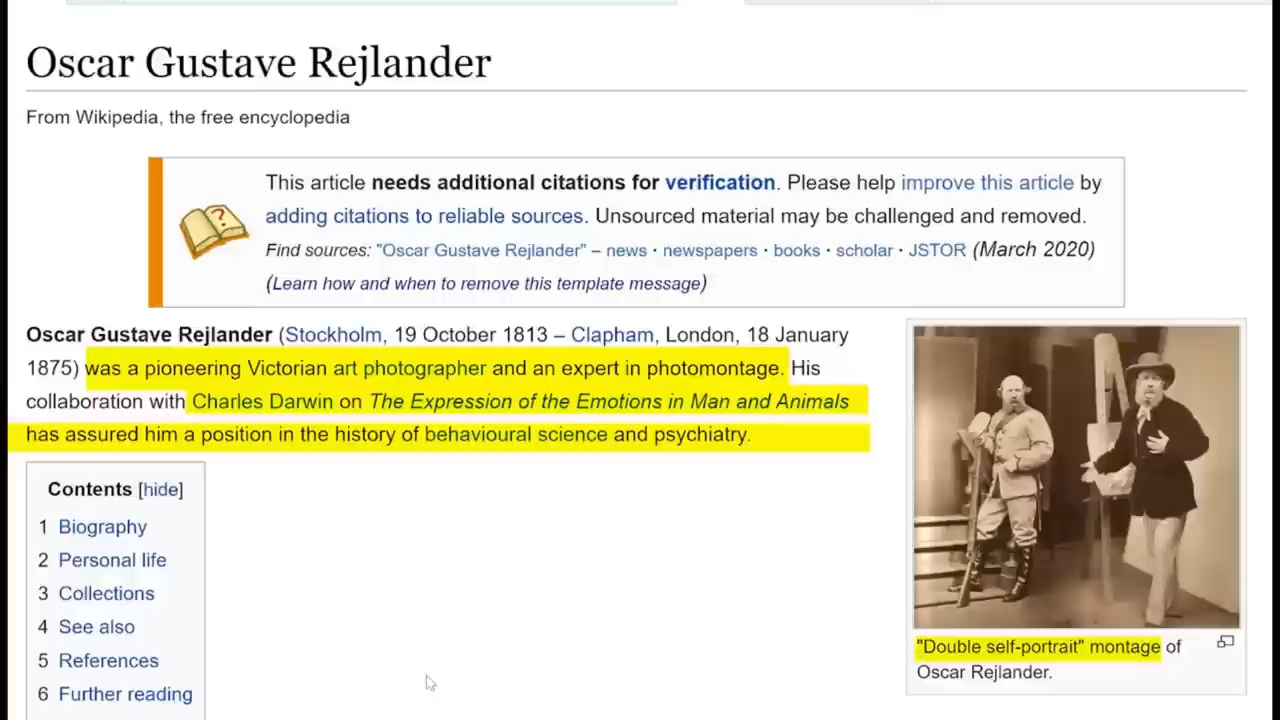 Oscar Gustave Rejlander
From Wikipedia, the free encyclopedia
This article needs additional citations for verification. Please help improve this article by
adding citations to reliable sources. Unsourced material may be challenged and removed.
Find sources: "Oscar Gustave Rejlander" – news · newspapers · books · scholar · JSTOR (March 2020)
(Learn how and when to remove this template message)
Oscar Gustave Rejlander (Stockholm, 19 October 1813 – Clapham, London, 18 January
1875) was a pioneering Victorian art photographer and an expert in photomontage. His
collaboration with Charles Darwin on The Expression of the Emotions in Man and Animals
has assured him a position in the history of behavioural science and psychiatry.
Contents [hide]
1 Biography
2 Personal life
3 Collections
4 See also
5 References
6 Further reading
"Double self-portrait" montage of
Oscar Rejlander.